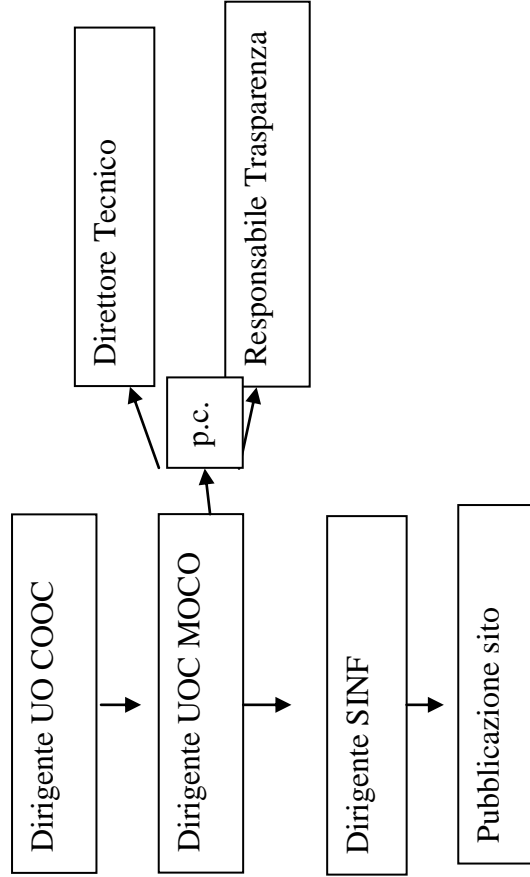 Dirigente UO COOC
Dirigente UOC MOCO
p.c.
Direttore Tecnico
Responsabile Trasparenza
Dirigente SINF
Pubblicazione sito